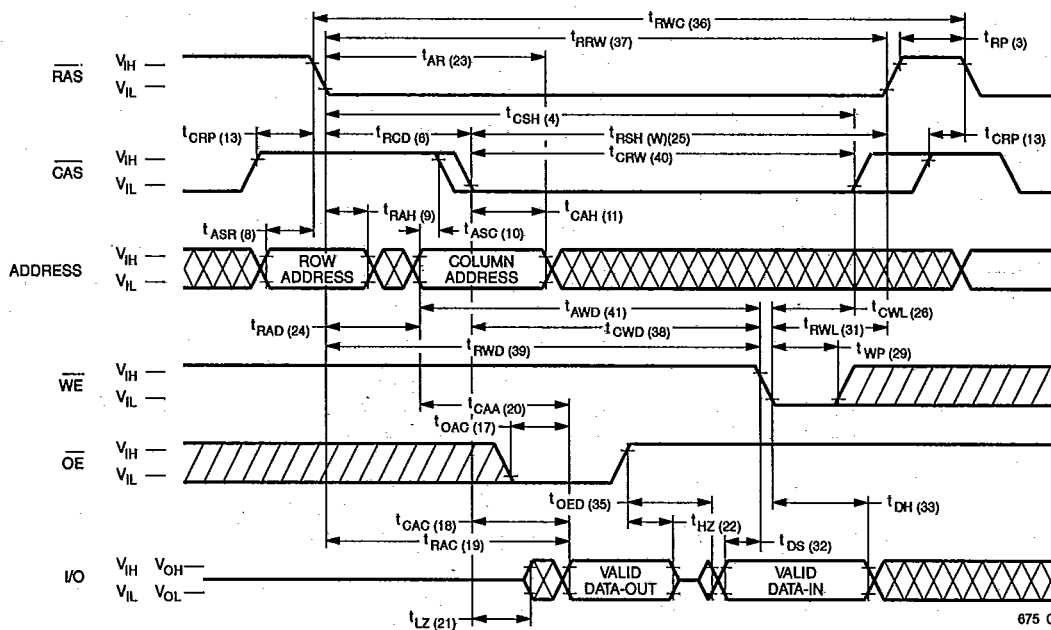 tRWC (36)
tRRW (37)
tRP (3)
tAR (23)
RAS
VIH
VIL
tCSH (4)
tCRP (13)
tRCD (6)
tRSH (W)(25)
tCRP (13)
tCRW (40)
CAS
VIH
VIL
tRAH (9)
tCAH (11)
tASR (8)
tASC (10)
ADDRESS
VIH
VIL
ROW
ADDRESS
COLUMN
ADDRESS
tAWD (41)
tCWL (26)
tRAD (24)
tCWD (38)
tRWL (31)
tRWD (39)
tWP (29)
WE
VIH
VIL
tCAA (20)
tOAC (17)
OE
VIH
VIL
tOED (35)
tDH (33)
tCAC (18)
tHZ (22)
tRAC (19)
tDS (32)
I/O
VIH VOH
VIL VOL
VALID
DATA-OUT
VALID
DATA-IN
tLZ (21)
675